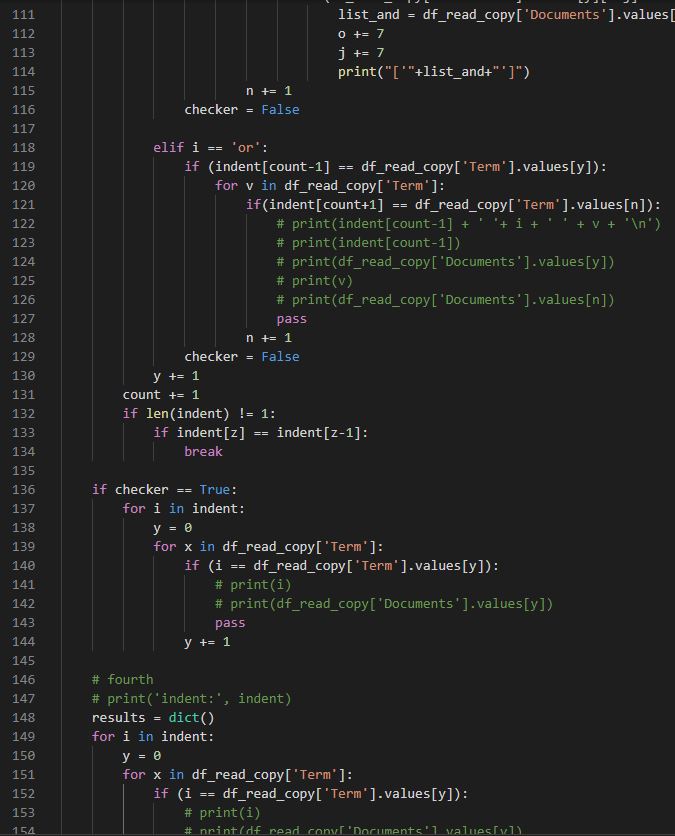 111 list_and = df_read_copy['Documents'].values[
112 o += 7
113 j += 7
114 print("['"+list_and+"']")
115 n += 1
116 checker = False
117
118 elif i == 'or':
119 if (indent[count-1] == df_read_copy['Term'].values[y]):
120 for v in df_read_copy['Term']:
121 if(indent[count+1] == df_read_copy['Term'].values[n]):
122 # print(indent[count-1] + ' '+ i + ' ' + v + '\n')
123 # print(indent[count-1])
124 # print(df_read_copy['Documents'].values[y])
125 # print(v)
126 # print(df_read_copy['Documents'].values[n])
127 pass
128 n += 1
129 checker = False
130 y += 1
131 count += 1
132 if len(indent) != 1:
133 if indent[z] == indent[z-1]:
134 break
135
136 if checker == True:
137 for i in indent:
138 y = 0
139 for x in df_read_copy['Term']:
140 if (i == df_read_copy['Term'].values[y]):
141 # print(i)
142 # print(df_read_copy['Documents'].values[y])
143 pass
144 y += 1
145
146 # fourth
147 # print('indent:', indent)
148 results = dict()
149 for i in indent:
150 y = 0
151 for x in df_read_copy['Term']:
152 if (i == df_read_copy['Term'].values[y]):
153 # print(i)
154 # print(df_read_copy['Documents'].values[y])